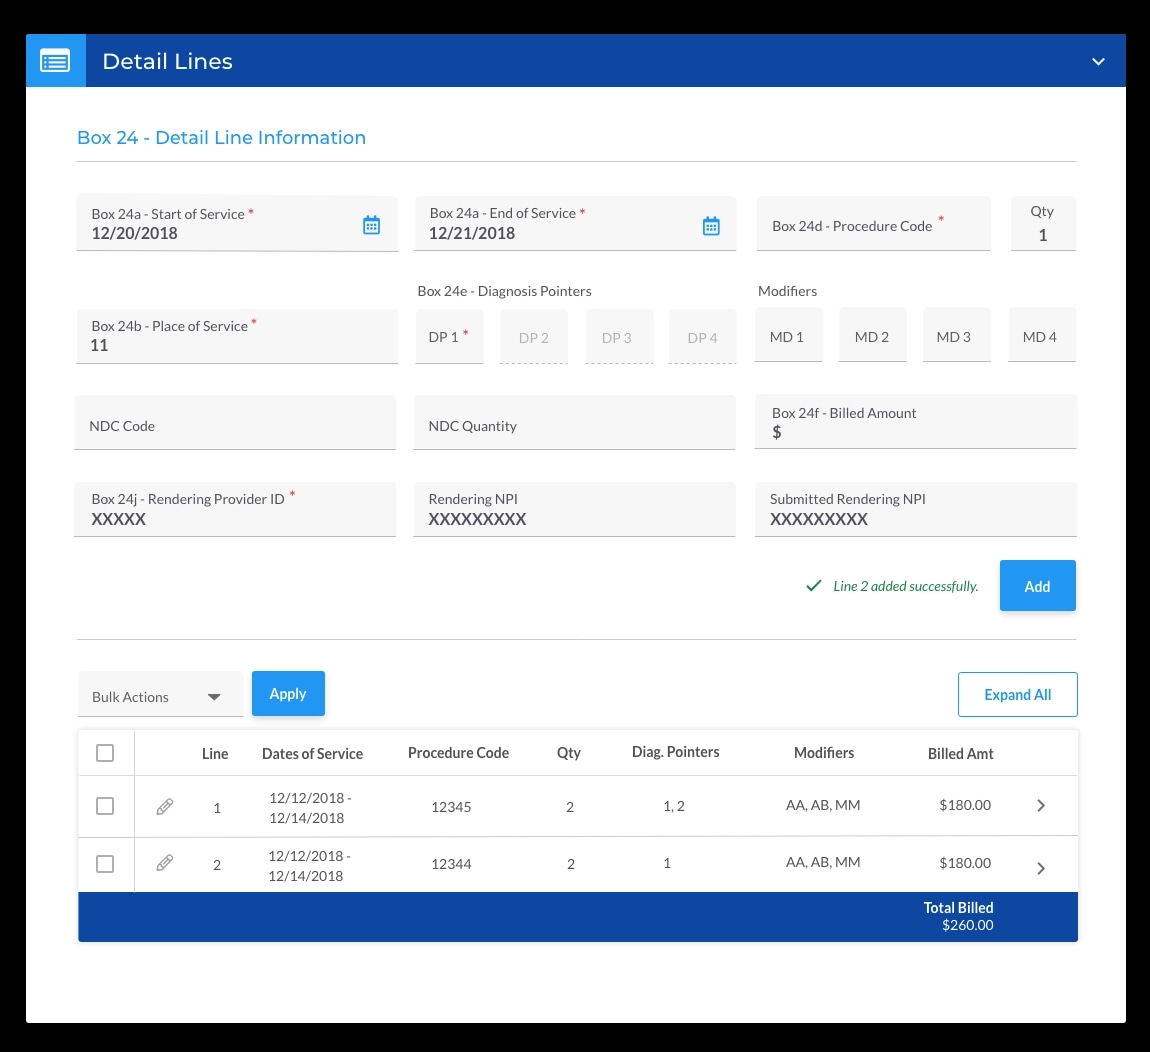 Detail Lines
Box 24 - Detail Line Information
Box 24a - Start of Service *
12/20/2018
Box 24a - End of Service *
12/21/2018
Box 24d - Procedure Code *
Qty
1
Box 24e - Diagnosis Pointers
Modifiers
Box 24b - Place of Service *
11
DP 1 *
DP 2
DP 3
DP 4
MD 1
MD 2
MD 3
MD 4
NDC Code
NDC Quantity
Box 24f - Billed Amount
$
Box 24j - Rendering Provider ID *
XXXXX
Rendering NPI
XXXXXXXXX
Submitted Rendering NPI
XXXXXXXXX
Line 2 added successfully.
Add
Bulk Actions
Apply
Expand All
Line Dates of Service Procedure Code Qty Diag. Pointers Modifiers Billed Amt
1 12/12/2018 - 12345 2 1, 2 AA, AB, MM $180.00
12/14/2018
2 12/12/2018 - 12344 2 1 AA, AB, MM $180.00
12/14/2018
Total Billed
$260.00